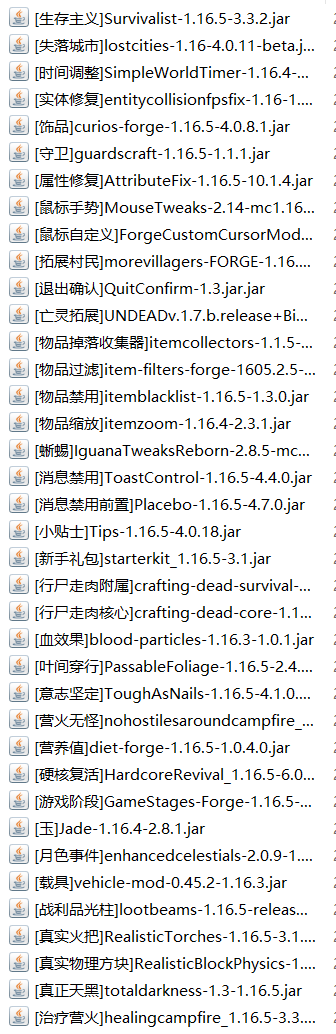 [生存主义]Survivalist-1.16.5-3.3.2.jar
[失落城市]lostcities-1.16-4.0.11-beta.j...
[时间调整]SimpleWorldTimer-1.16.4-...
[实体修复]entitycollisionfpsfix-1.16-1....
[饰品]curios-forge-1.16.5-4.0.8.1.jar
[守卫]guardscraft-1.16.5-1.1.1.jar
[属性修复]AttributeFix-1.16.5-10.1.4.jar
[鼠标手势]MouseTweaks-2.14-mc1.16...
[鼠标自定义]ForgeCustomCursorMod...
[拓展村民]morevillagers-FORGE-1.16....
[退出确认]QuitConfirm-1.3.jar.jar
[亡灵拓展]UNDEADv.1.7.b.release+Bi...
[物品掉落收集器]itemcollectors-1.1.5-...
[物品过滤]item-filters-forge-1605.2.5-...
[物品禁用]itemblacklist-1.16.5-1.3.0.jar
[物品缩放]itemzoom-1.16.4-2.3.1.jar
[蜥蜴]IguanaTweaksReborn-2.8.5-mc...
[消息禁用]ToastControl-1.16.5-4.4.0.jar
[消息禁用前置]Placebo-1.16.5-4.7.0.jar
[小贴士]Tips-1.16.5-4.0.18.jar
[新手礼包]starterkit_1.16.5-3.1.jar
[行尸走肉附属]crafting-dead-survival-...
[行尸走肉核心]crafting-dead-core-1.1...
[血效果]blood-particles-1.16.3-1.0.1.jar
[叶间穿行]PassableFoliage-1.16.5-2.4....
[意志坚定]ToughAsNails-1.16.5-4.1.0....
[营火无怪]nohostilesaroundcampfire_...
[营养值]diet-forge-1.16.5-1.0.4.0.jar
[硬核复活]HardcoreRevival_1.16.5-6.0...
[游戏阶段]GameStages-Forge-1.16.5-...
[玉]Jade-1.16.4-2.8.1.jar
[月色事件]enhancedcelestials-2.0.9-1....
[载具]vehicle-mod-0.45.2-1.16.3.jar
[战利品光柱]lootbeams-1.16.5-releas...
[真实火把]RealisticTorches-1.16.5-3.1....
[真实物理方块]RealisticBlockPhysics-1....
[真正天黑]totaldarkness-1.3-1.16.5.jar
[治疗营火]healingcampfire_1.16.5-3.3....